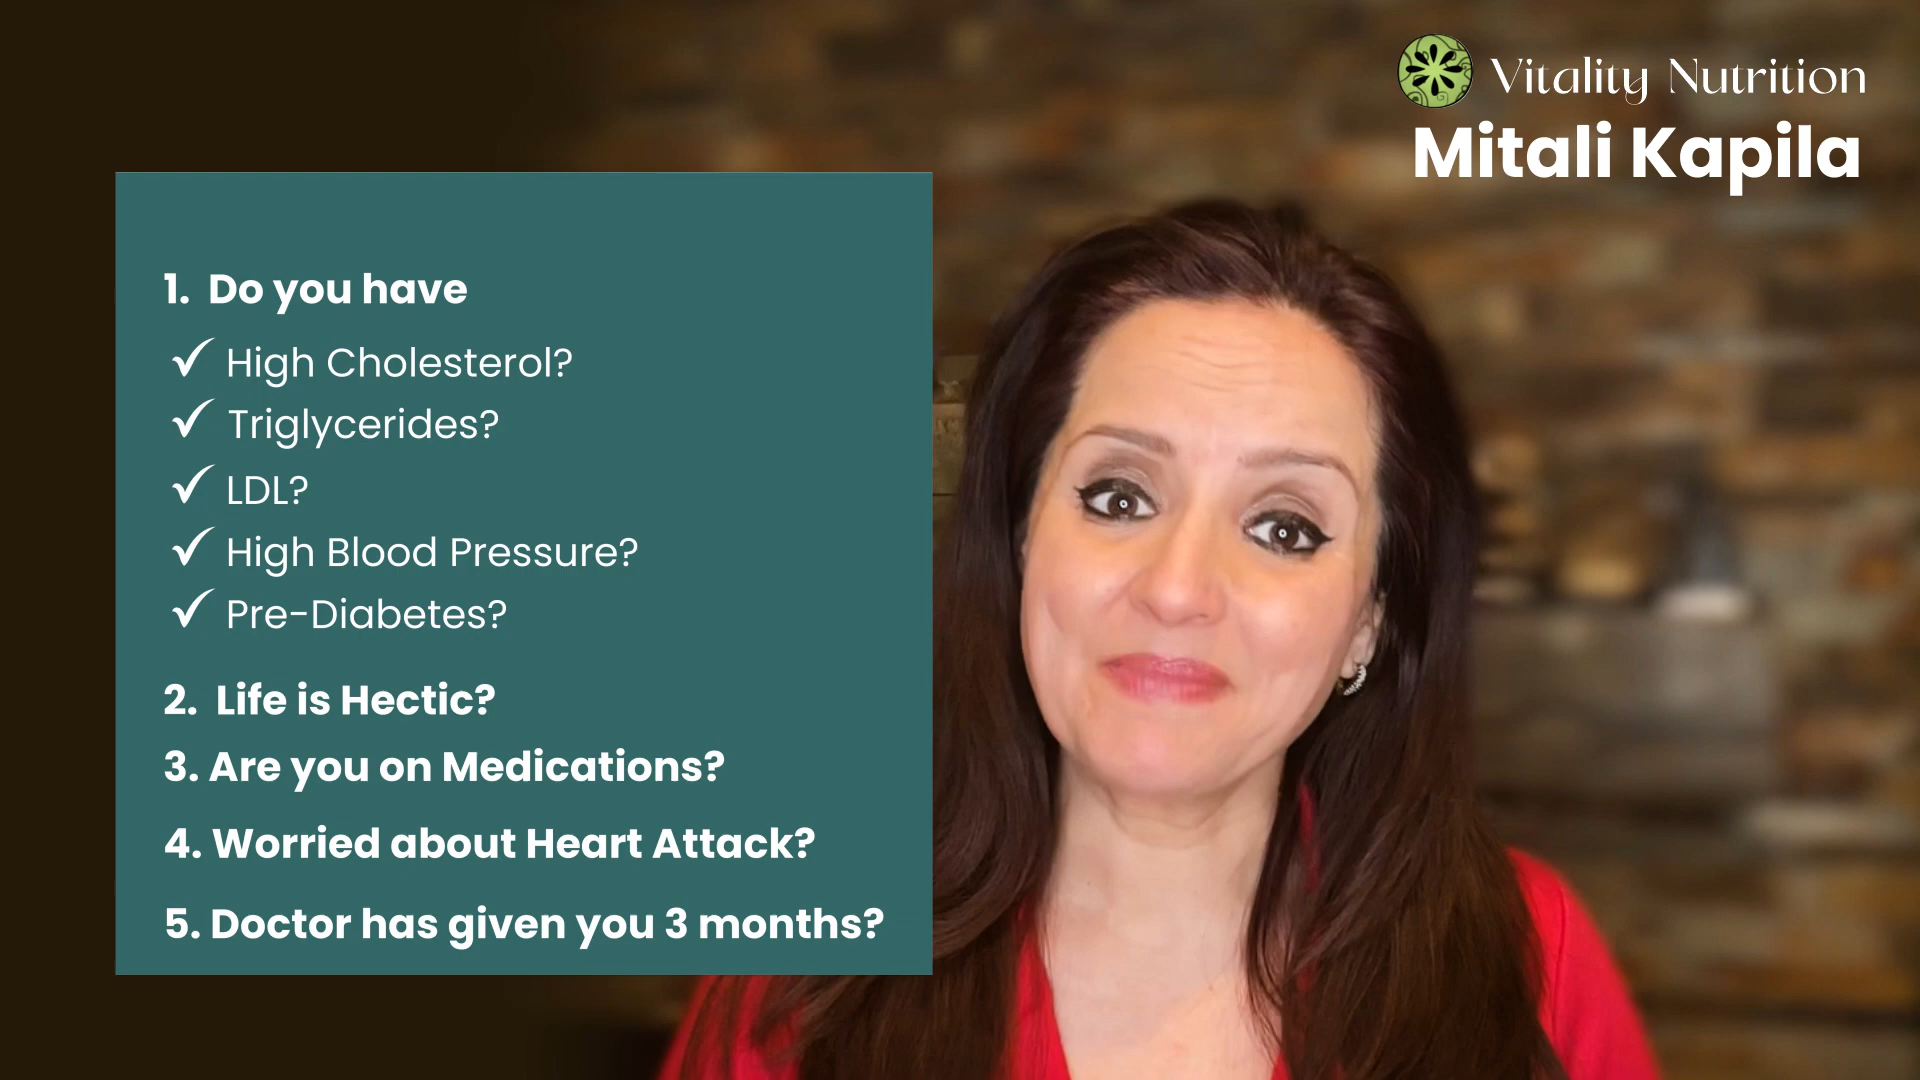 Vitality Nutrition
Mitali Kapila
1. Do you have
✓ High Cholesterol?
✓ Triglycerides?
✓ LDL?
✓ High Blood Pressure?
✓ Pre-Diabetes?
2. Life is Hectic?
3. Are you on Medications?
4. Worried about Heart Attack?
5. Doctor has given you 3 months?